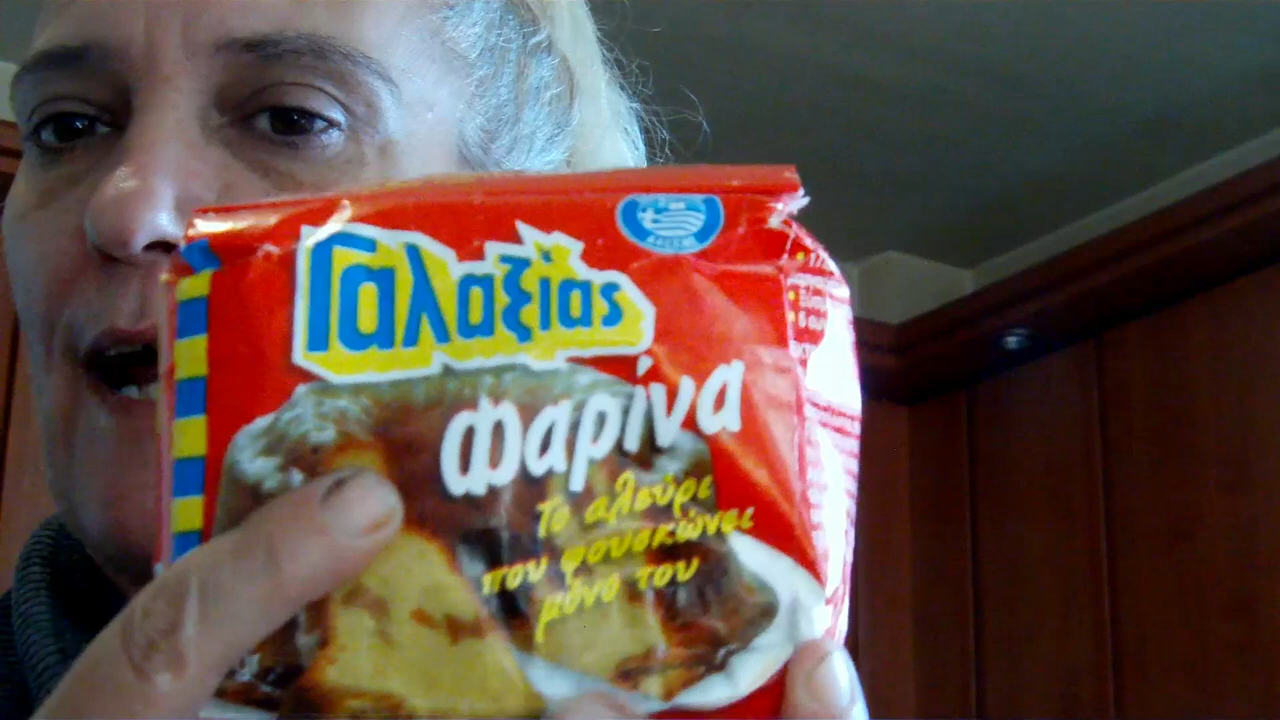 Γαλαξίας
Φαρίνα
Το αλεύρι
που φουσκώνει
μόνο του